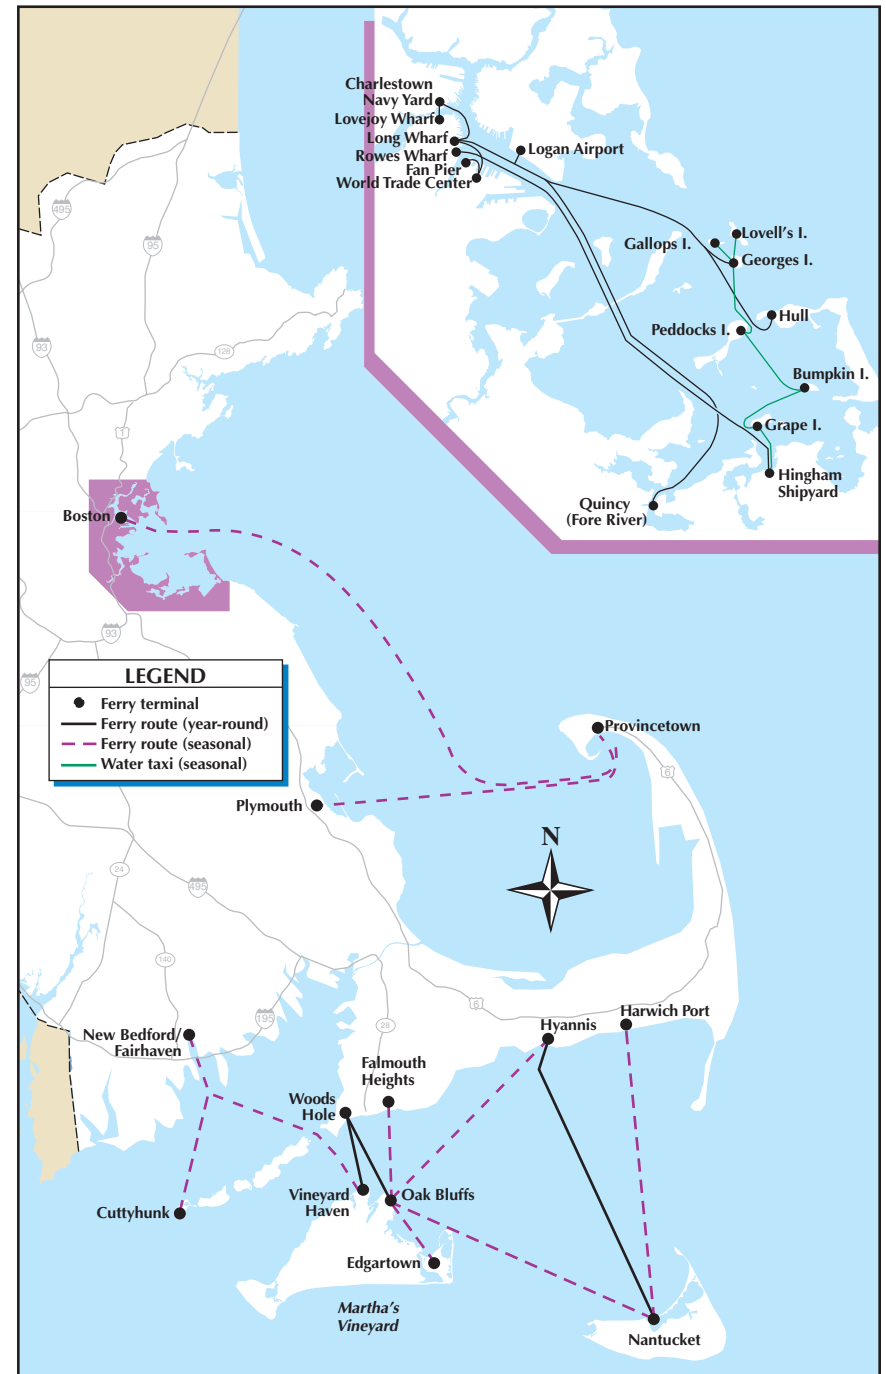 Charlestown
Navy Yard
Lovejoy Wharf
Long Wharf
Rowes Wharf
Fan Pier
World Trade Center
Logan Airport
Gallops I.
Lovell's I.
Georges I.
Hull
Peddocks I.
Bumpkin I.
Grape I.
Hingham
Shipyard
Quincy
(Fore River)
495
95
93
128
1
Boston
93
95
LEGEND
Ferry terminal
Ferry route (year-round)
Ferry route (seasonal)
Water taxi (seasonal)
Provincetown
6
Plymouth
N
24
495
140
195
28
6
New Bedford/
Fairhaven
Hyannis
Harwich Port
Falmouth
Heights
Woods
Hole
Vineyard
Haven
Oak Bluffs
Cuttyhunk
Edgartown
Martha's
Vineyard
Nantucket